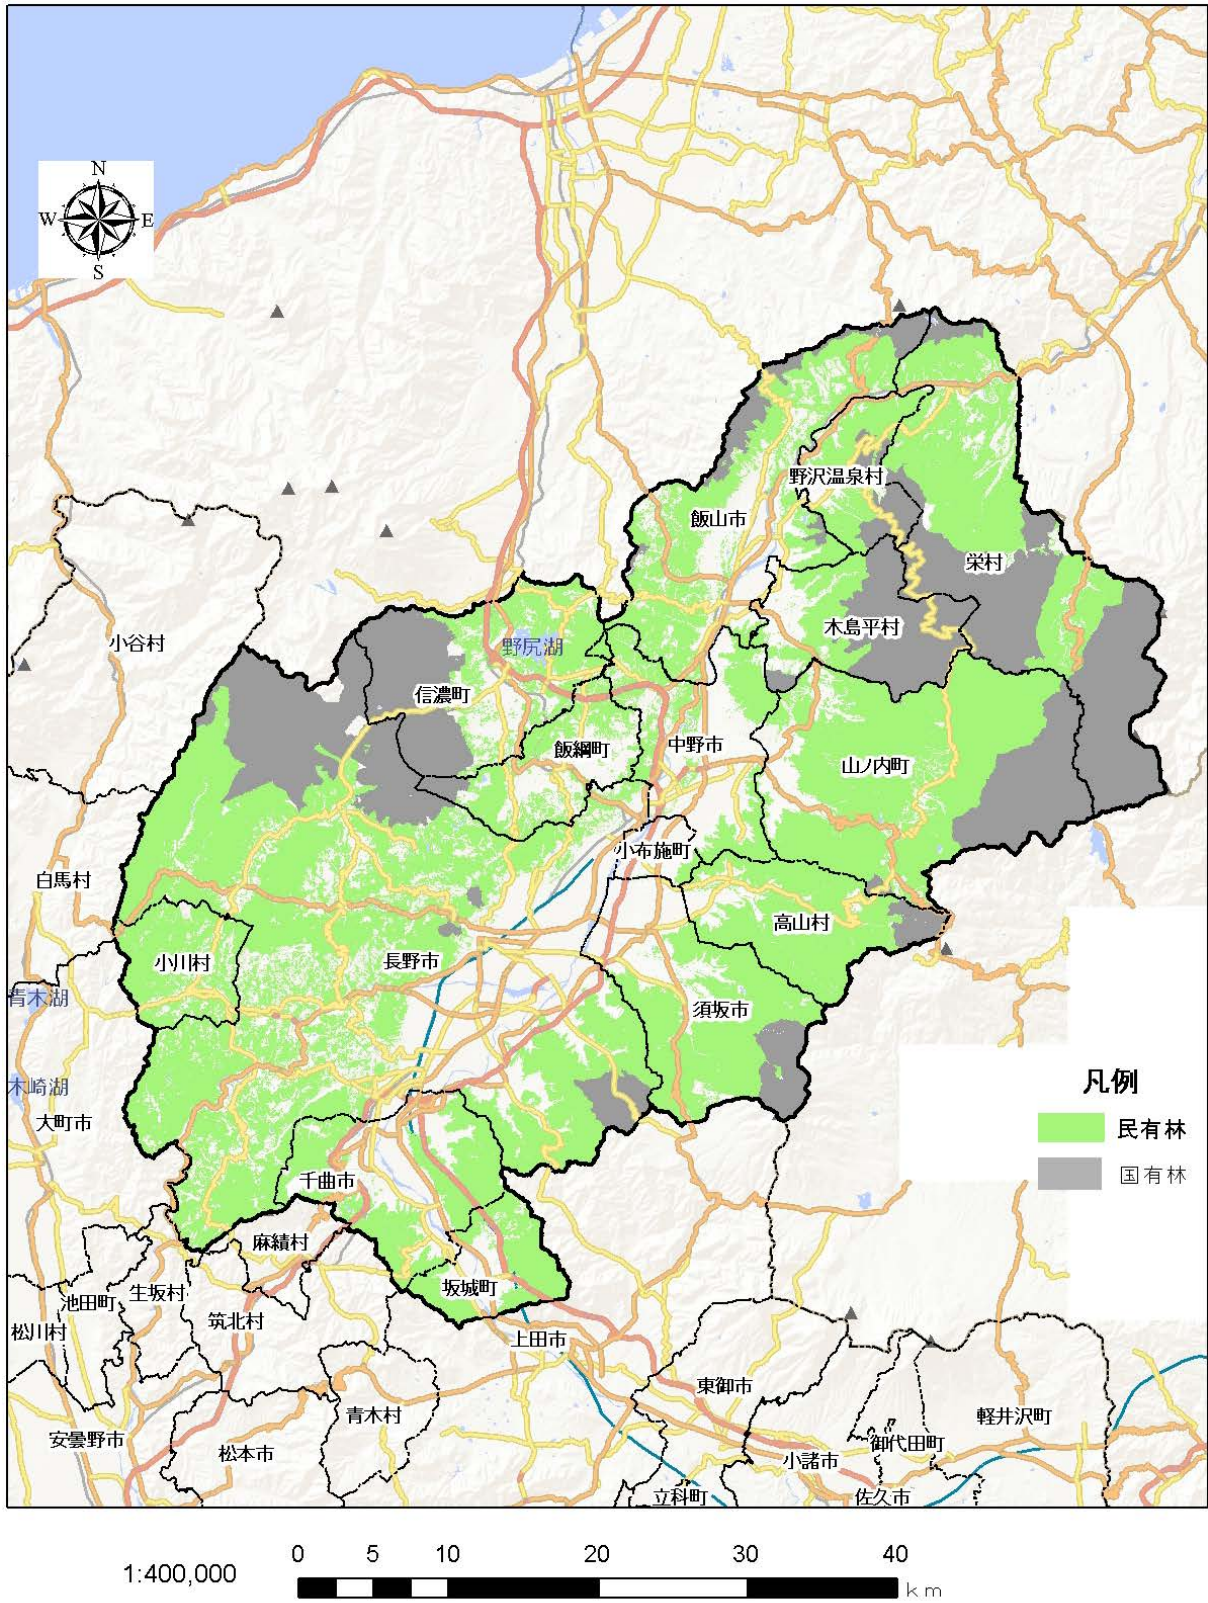 N
W E
S
野沢温泉村
飯山市
栄村
小谷村
木島平村
野尻湖
信濃町
飯綱町
中野市
山ノ内町
小布施町
白馬村
高山村
小川村
長野市
青木湖
須坂市
木崎湖
凡例
大町市
民有林
千曲市
国有林
麻績村
坂城町
生坂村
池田町
筑北村
松川村
上田市
東御市
青木村
軽井沢町
安曇野市
松本市
御代田町
小諸市
立科町
佐久市
1:400,000
0 5 10 20 30 40
km